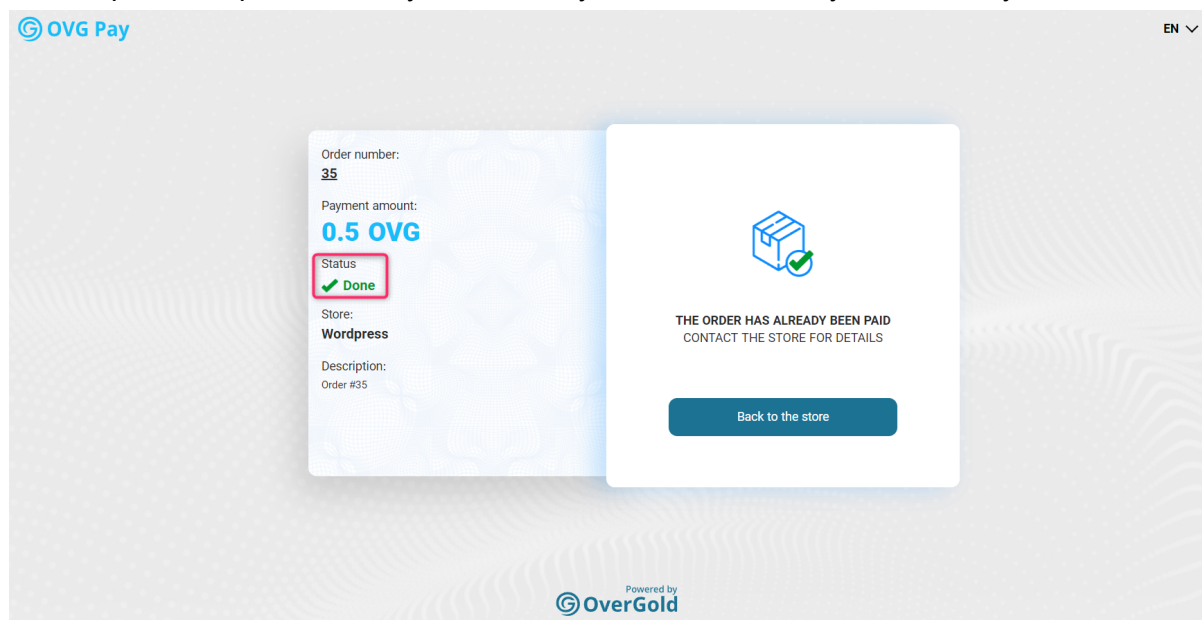 OVG Pay
EN
Order number:
35
Payment amount:
0.5 OVG
Status
Done
Store:
Wordpress
Description:
Order #35
THE ORDER HAS ALREADY BEEN PAID
CONTACT THE STORE FOR DETAILS
Back to the store
Powered by
OverGold